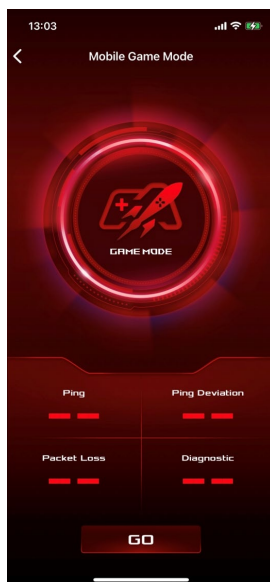 13:03
Mobile Game Mode
GAME MODE
Ping
Ping Deviation
-- --
Packet Loss
Diagnostic
-- --
GO